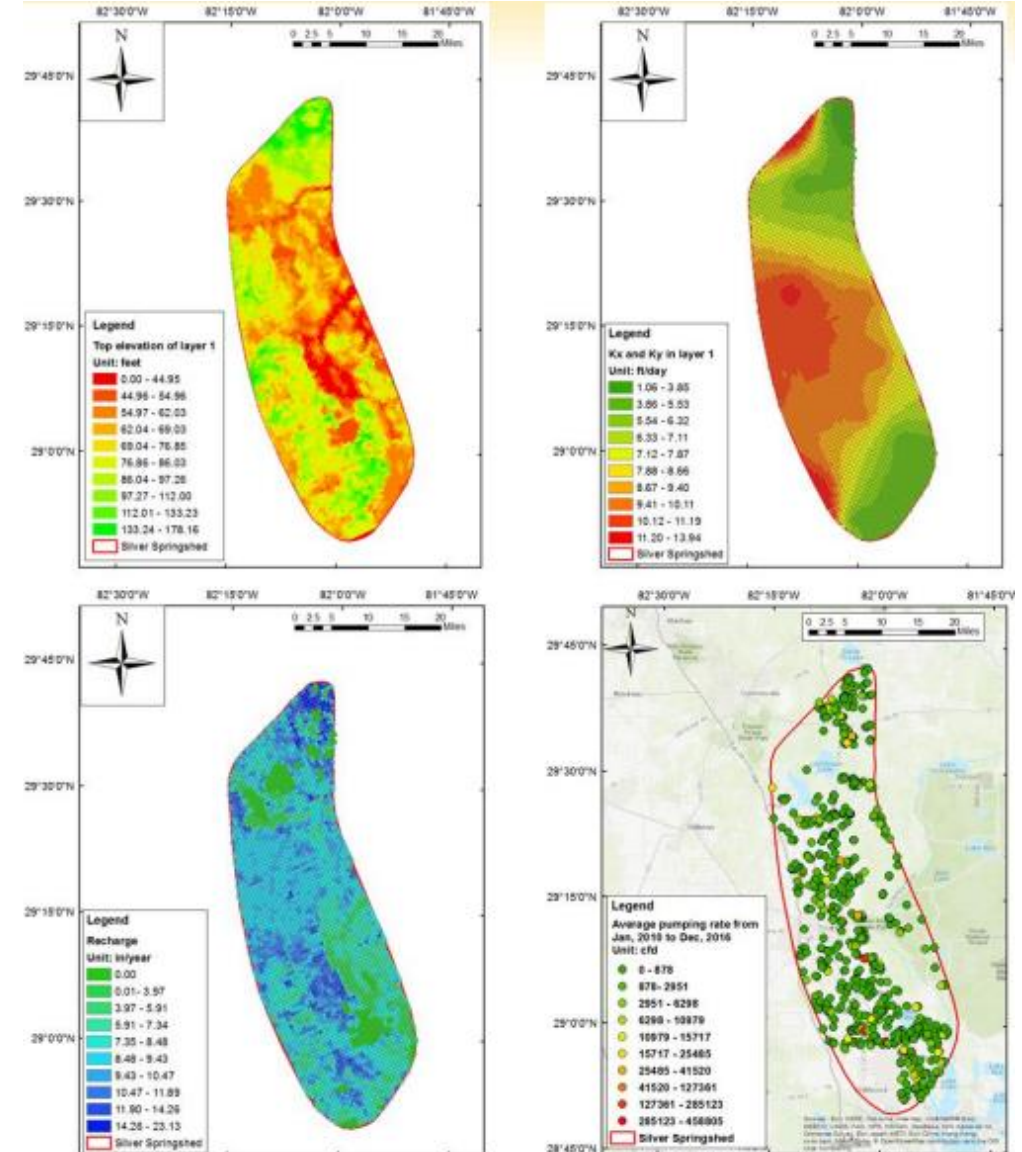 82°30'0"W 82°15'0"W 82°0'0"W 81°45'0"W
N
0 2.5 5 10 15 20
Miles
29°45'0"N
29°30'0"N
29°15'0"N
29°0'0"N
Legend
Top elevation of layer 1
Unit: feet
0.00 - 44.95
44.96 - 54.96
54.97 - 62.03
62.04 - 69.03
69.04 - 76.85
76.86 - 86.03
86.04 - 97.26
97.27 - 112.00
112.01 - 133.23
133.24 - 178.16
Silver Springshed
82°30'0"W 82°15'0"W 82°0'0"W 81°45'0"W
N
0 2.5 5 10 15 20
Miles
29°45'0"N
29°30'0"N
29°15'0"N
29°0'0"N
Legend
Kx and Ky in layer 1
Unit: ft/day
1.06 - 3.85
3.86 - 5.53
5.54 - 6.32
6.33 - 7.11
7.12 - 7.87
7.88 - 8.66
8.67 - 9.40
9.41 - 10.11
10.12 - 11.19
11.20 - 13.94
Silver Springshed
82°30'0"W 82°15'0"W 82°0'0"W 81°45'0"W
N
0 2.5 5 10 15 20
Miles
29°45'0"N
29°30'0"N
29°15'0"N
29°0'0"N
Legend
Recharge
Unit: in/year
0.00
0.01- 3.97
3.97 - 5.91
5.91 - 7.34
7.35 - 8.48
8.48 - 9.43
9.43 - 10.47
10.47 - 11.89
11.90 - 14.26
14.26 - 23.13
Silver Springshed
82°30'0"W 82°15'0"W 82°0'0"W 81°45'0"W
N
0 2.5 5 10 15 20
Miles
29°45'0"N
29°30'0"N
29°15'0"N
29°0'0"N
28°45'0"N
Legend
Average pumping rate from
Jan, 2010 to Dec, 2016
Unit: cfd
0 - 878
878- 2951
2951 - 6298
6298 - 10979
10979 - 15717
15717 - 25485
25485 - 41520
41520 - 127361
127361 - 285123
285123 - 458805
Silver Springshed